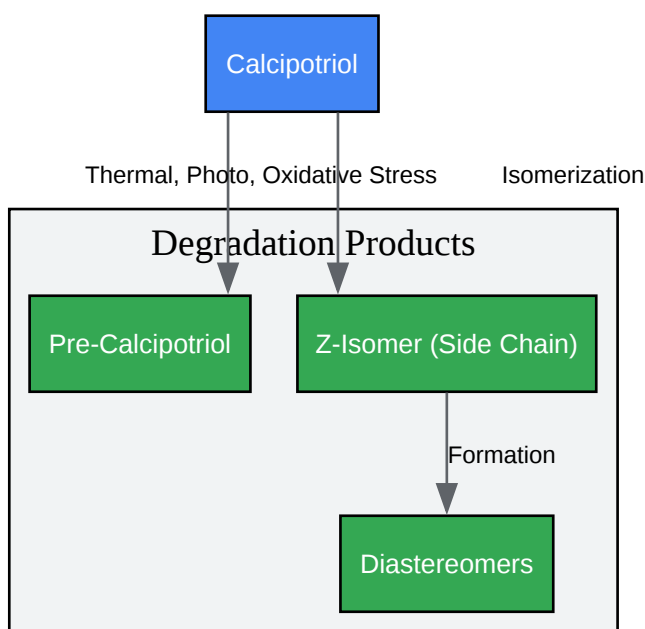 Calcipotriol
Thermal, Photo, Oxidative Stress
Isomerization
Degradation Products
Pre-Calcipotriol
Z-Isomer (Side Chain)
Formation
Diastereomers